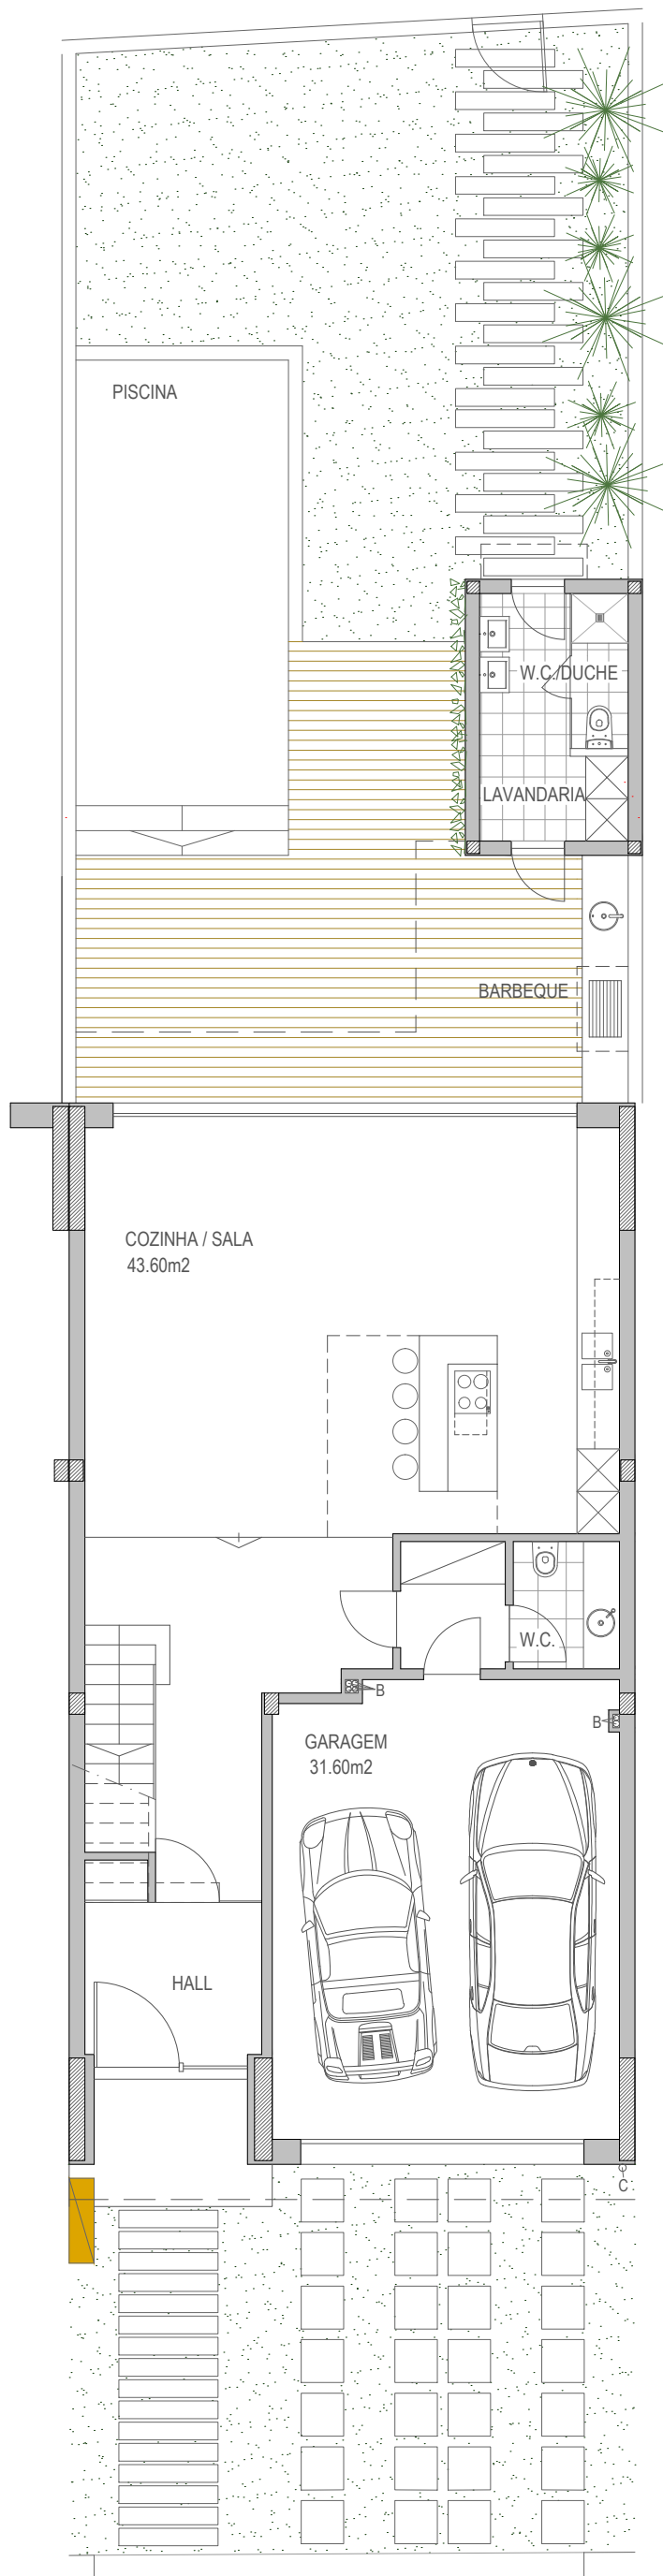 PISCINA
W.C./DUCHE
LAVANDARIA
BARBEQUE
COZINHA / SALA
43.60m2
W.C.
B
B
GARAGEM
31.60m2
HALL
C